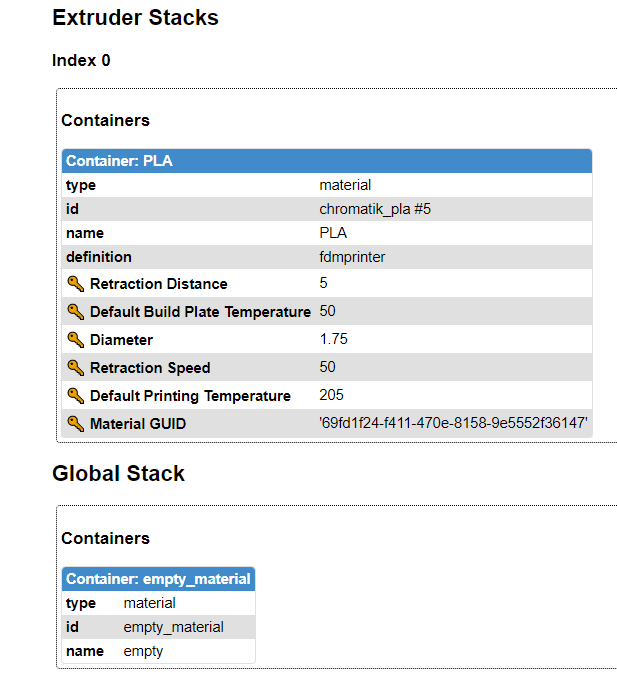 Extruder Stacks
Index 0
Containers
Container: PLA
type material
id chromatik_pla #5
name PLA
definition fdmprinter
Retraction Distance 5
Default Build Plate Temperature 50
Diameter 1.75
Retraction Speed 50
Default Printing Temperature 205
Material GUID '69fd1f24-f411-470e-8158-9e5552f36147'
Global Stack
Containers
Container: empty_material
type material
id empty_material
name empty